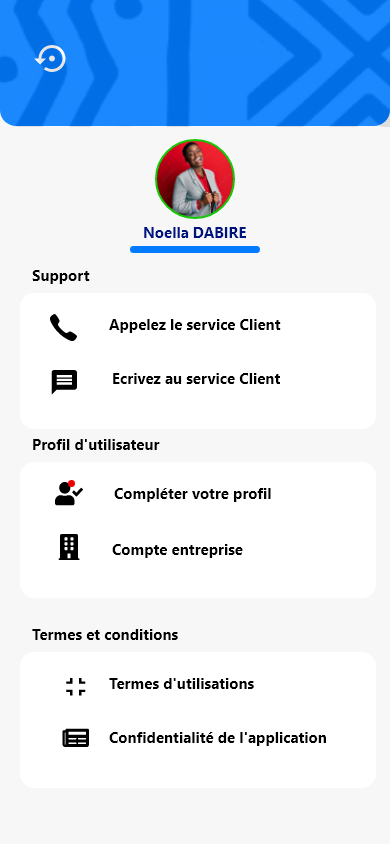 Noella DABIRE
Support
Appelez le service Client
Ecrivez au service Client
Profil d'utilisateur
Compléter votre profil
Compte entreprise
Termes et conditions
Termes d'utilisations
Confidentialité de l'application